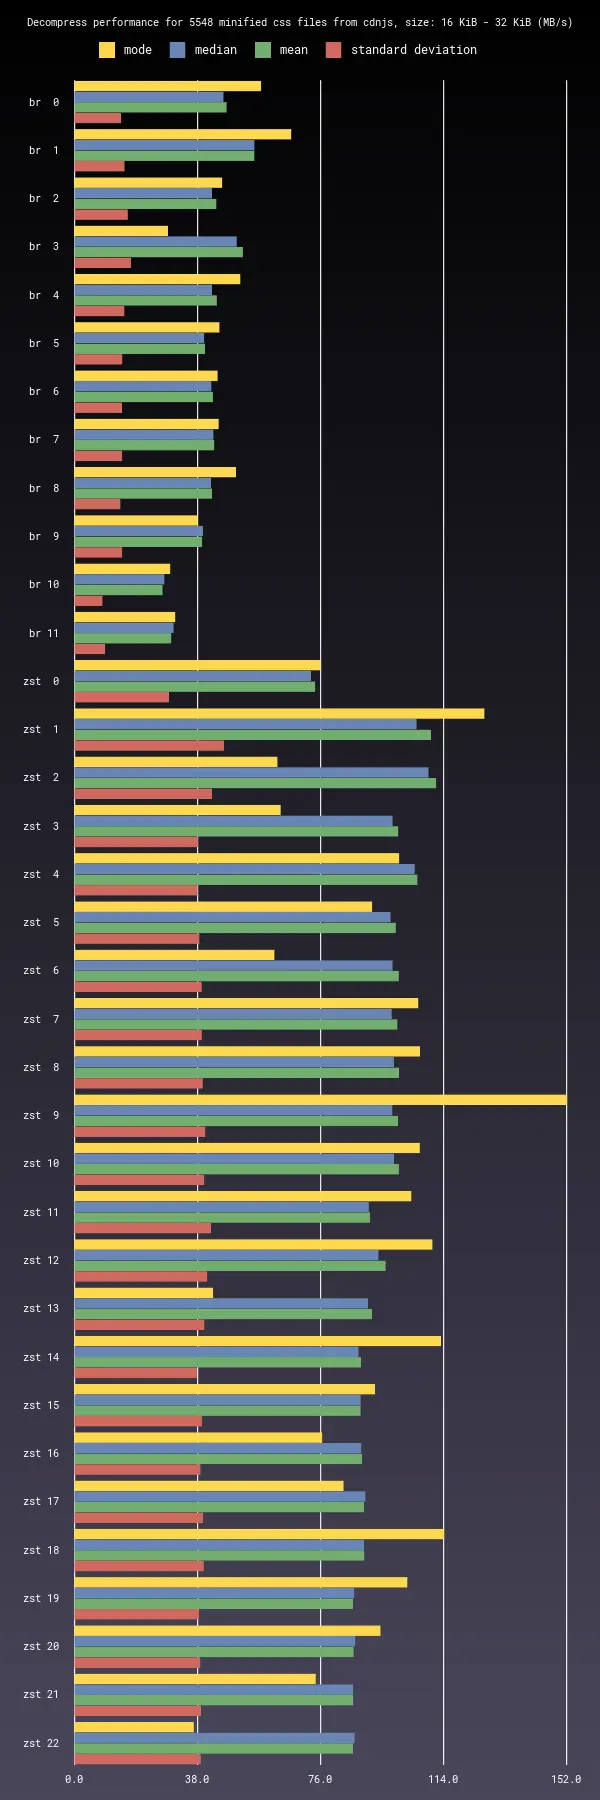 Decompress performance for 5548 minified css files from cdnjs, size: 16 KiB - 32 KiB (MB/s)
mode median mean standard deviation
br 0
br 1
br 2
br 3
br 4
br 5
br 6
br 7
br 8
br 9
br 10
br 11
zst 0
zst 1
zst 2
zst 3
zst 4
zst 5
zst 6
zst 7
zst 8
zst 9
zst 10
zst 11
zst 12
zst 13
zst 14
zst 15
zst 16
zst 17
zst 18
zst 19
zst 20
zst 21
zst 22
0.0 38.0 76.0 114.0 152.0